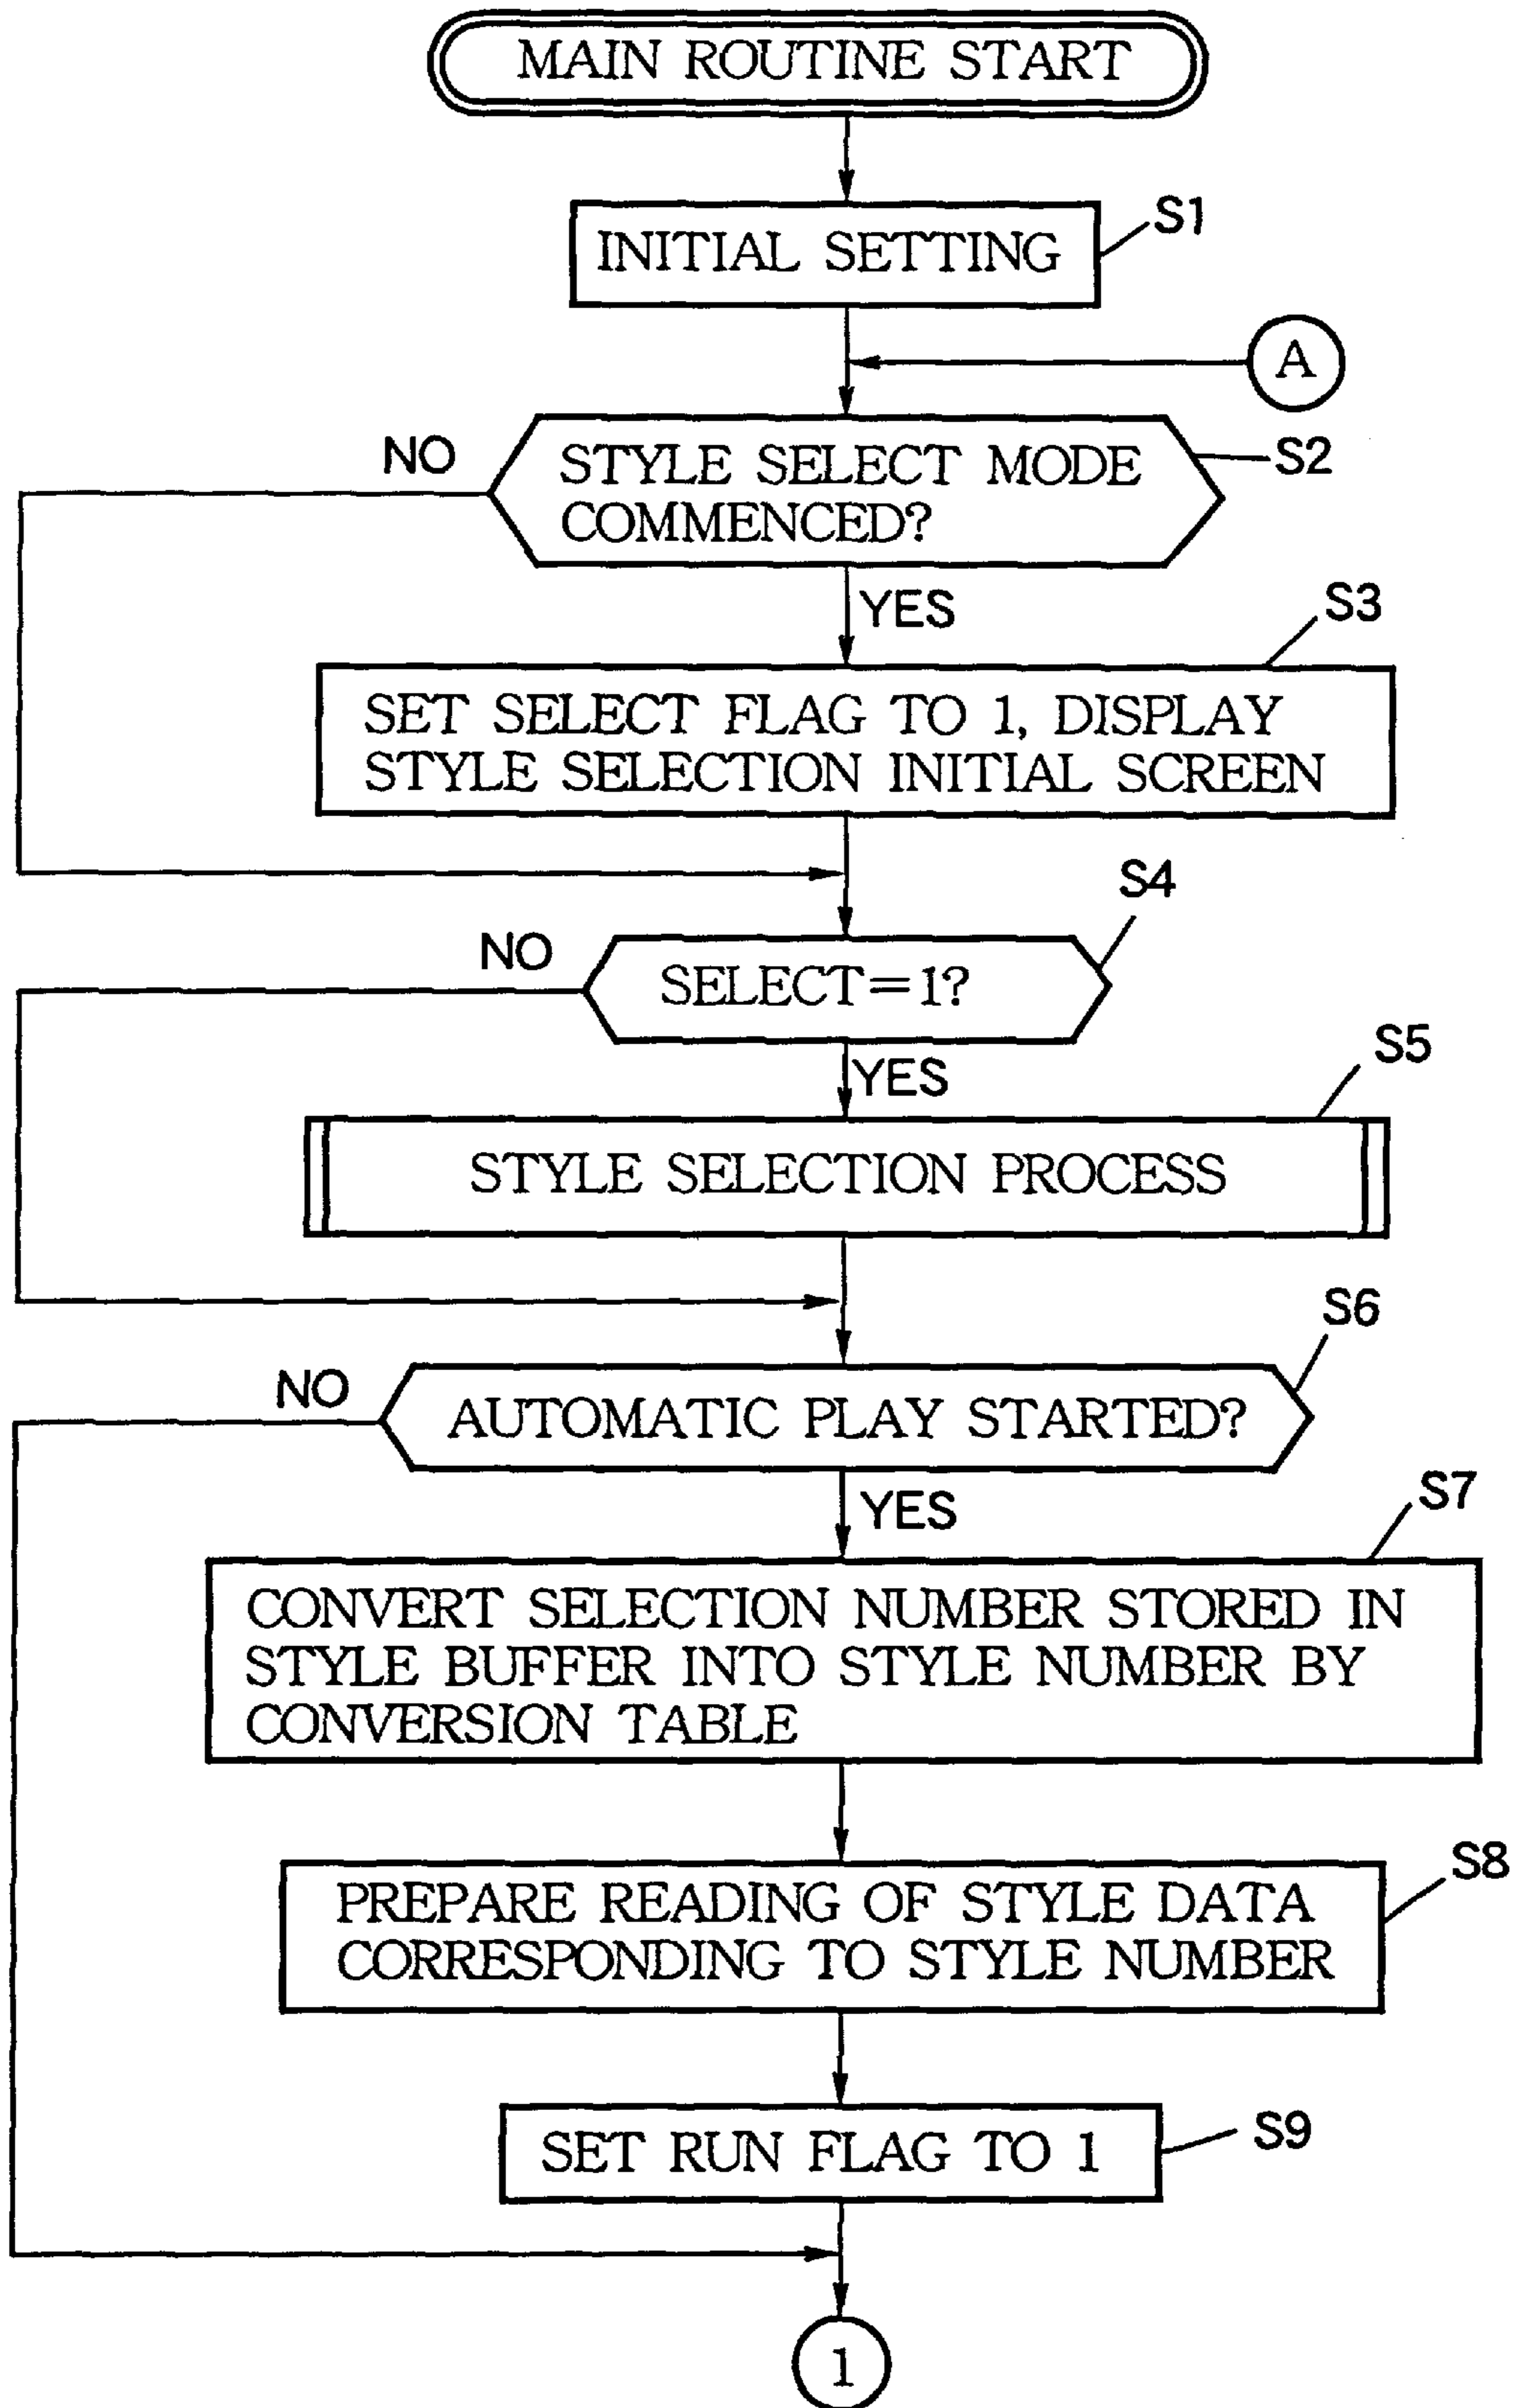 MAIN ROUTINE START
INITIAL SETTING
S1
A
NO
STYLE SELECT MODE
COMMENCED?
S2
YES
S3
SET SELECT FLAG TO 1, DISPLAY
STYLE SELECTION INITIAL SCREEN
S4
NO
SELECT=1?
YES
S5
STYLE SELECTION PROCESS
S6
NO
AUTOMATIC PLAY STARTED?
YES
S7
CONVERT SELECTION NUMBER STORED IN
STYLE BUFFER INTO STYLE NUMBER BY
CONVERSION TABLE
S8
PREPARE READING OF STYLE DATA
CORRESPONDING TO STYLE NUMBER
SET RUN FLAG TO 1
S9
1